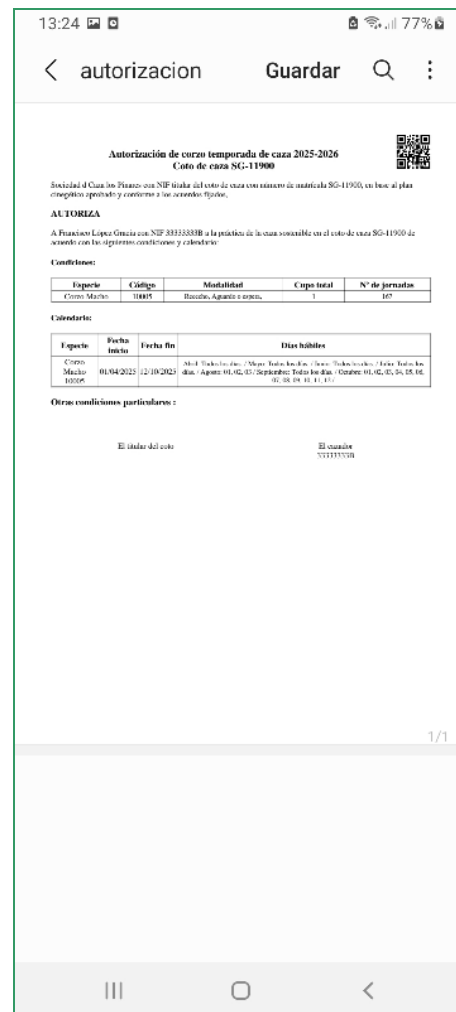 13:24 77%
autorizacion Guardar
Autorización de corzo temporada de caza 2025-2026
Coto de caza SG-11900
Sociedad d Caza los Pinares con NIF titular del coto de caza con número de matrícula SG-11900, en base al plan
cinegético aprobado y conforme a los acuerdos fijados,
AUTORIZA
A Francisco López Gracia con NIF 33333333B a la práctica de la caza sostenible en el coto de caza SG-11900 de
acuerdo con las siguientes condiciones y calendario:
Condiciones:
Especie Código Modalidad Cupo total Nº de jornadas
Corzo Macho 10005 Rececho, Aguardo o espera, 1 167
Calendario:
Especie Fecha inicio Fecha fin Días hábiles
Corzo Macho 10005 01/04/2025 12/10/2025 Abril: Todos los días. / Mayo: Todos los días. / Junio: Todos los días. / Julio: Todos los
días. / Agosto: 01, 02, 03 / Septiembre: Todos los días. / Octubre: 01, 02, 03, 04, 05, 06,
07, 08, 09, 10, 11, 12 /
Otras condiciones particulares :
El titular del coto El cazador
33333333B
1/1